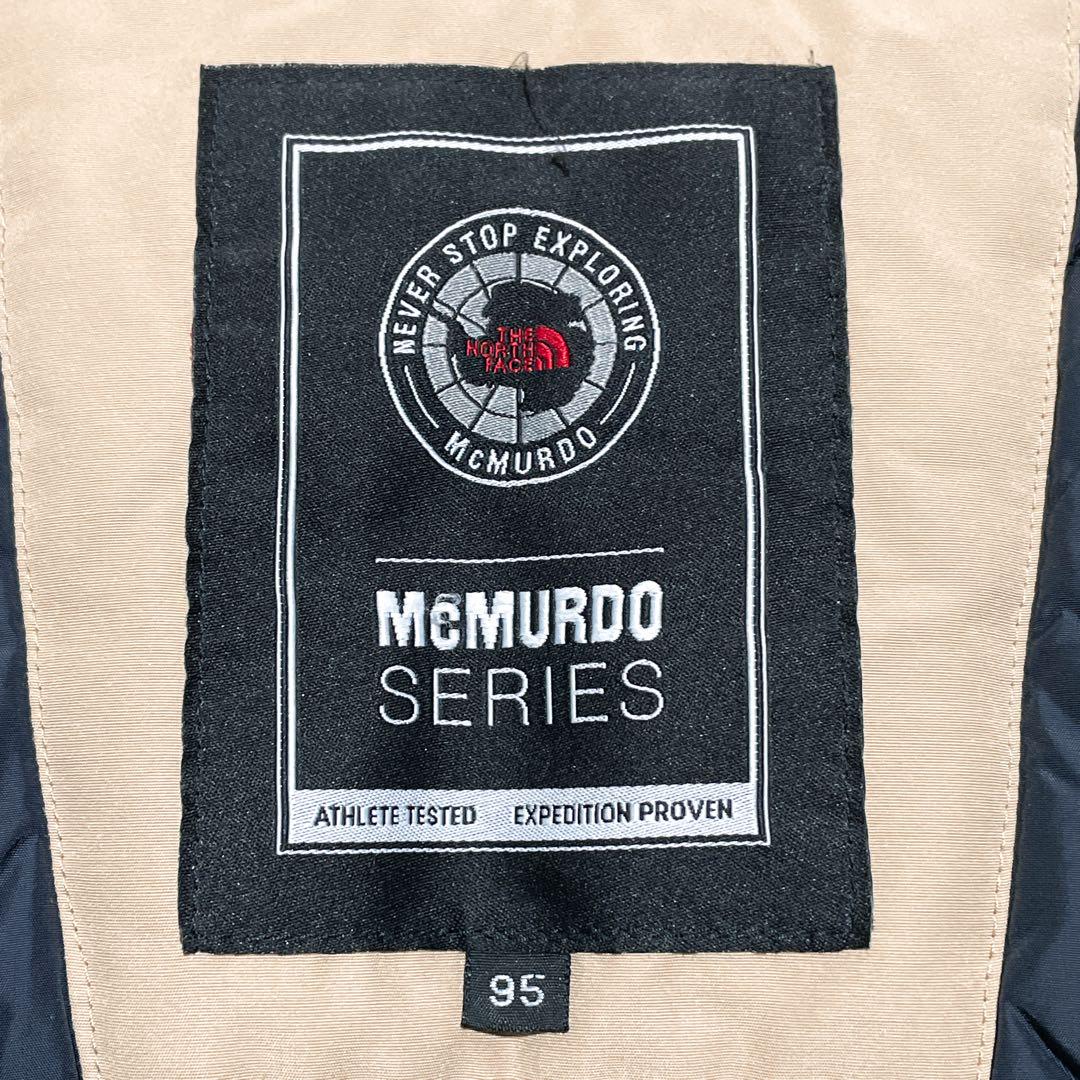 NEVER STOP EXPLORING
THE
NORTH
FACE
McMURDO
McMURDO
SERIES
ATHLETE TESTED EXPEDITION PROVEN
95